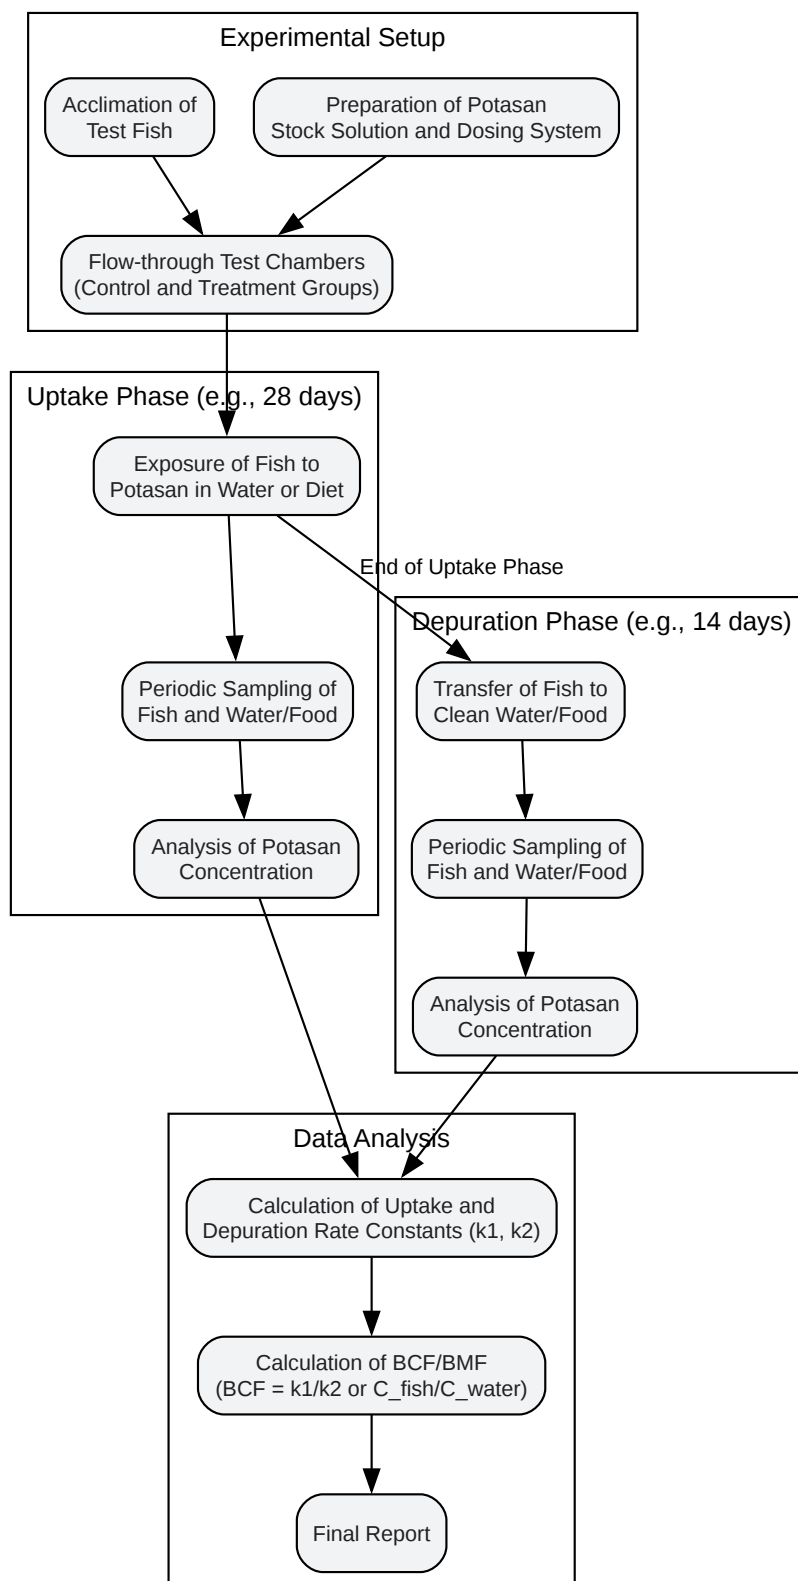 Experimental Setup
Acclimation of
Test Fish
Preparation of Potasan
Stock Solution and Dosing System
Flow-through Test Chambers
(Control and Treatment Groups)
Uptake Phase (e.g., 28 days)
Exposure of Fish to
Potasan in Water or Diet
End of Uptake Phase
Periodic Sampling of
Fish and Water/Food
Analysis of Potasan
Concentration
Depuration Phase (e.g., 14 days)
Transfer of Fish to
Clean Water/Food
Periodic Sampling of
Fish and Water/Food
Analysis of Potasan
Concentration
Data Analysis
Calculation of Uptake and
Depuration Rate Constants (k1, k2)
Calculation of BCF/BMF
(BCF = k1/k2 or C_fish/C_water)
Final Report